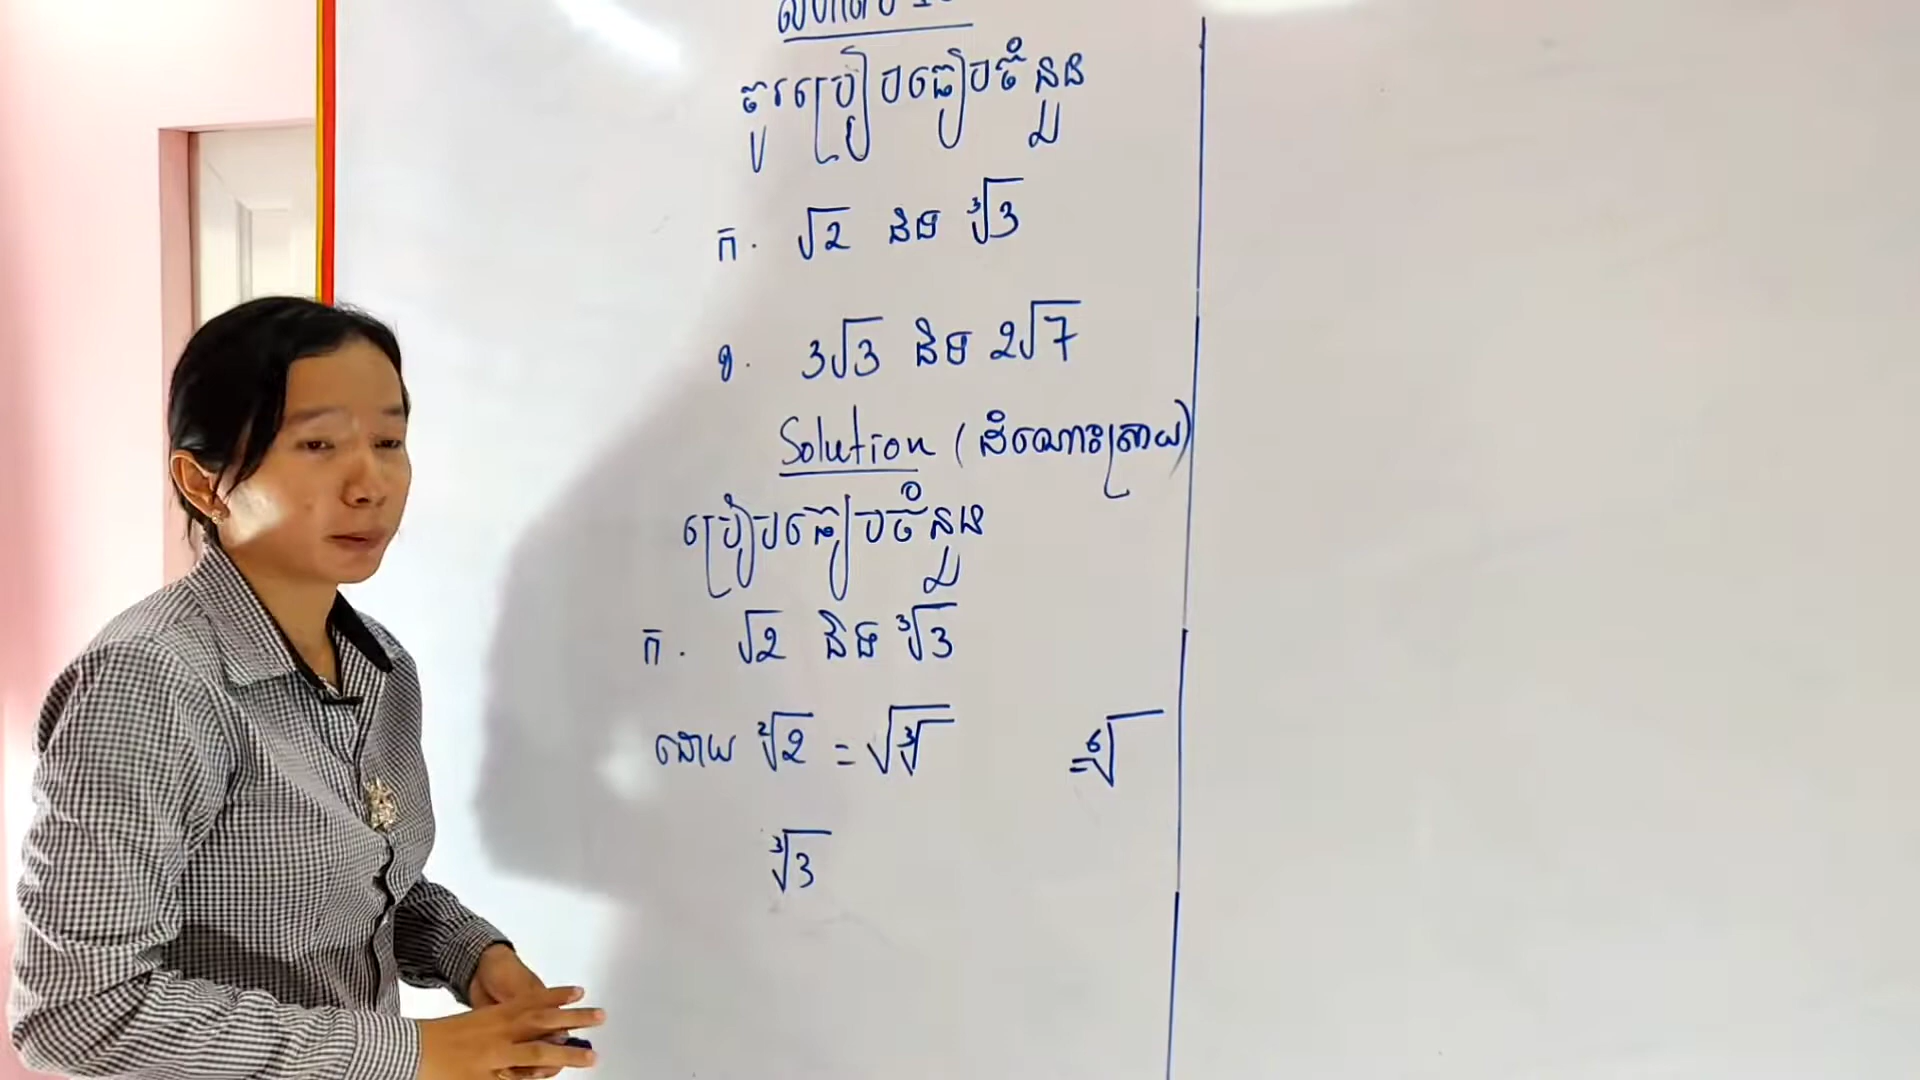 ចូរប្រៀបធៀបចំនួន
ក. √2 និង ∛3
ខ. 3√3 និង 2√7
Solution (ដំណោះស្រាយ)
ប្រៀបធៀបចំនួន
ក. √2 និង ∛3
ដោយ ²√2 = √³√ = ⁶√
∛3